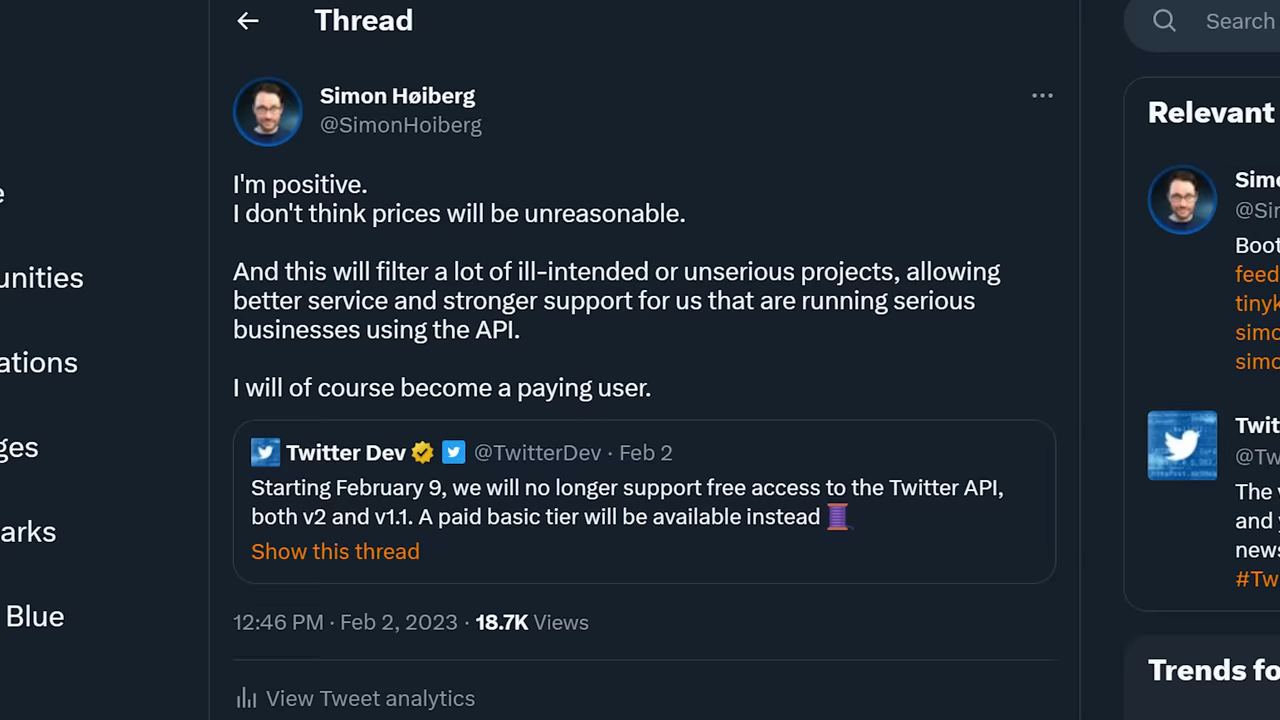 Thread
Search
Simon Høiberg
@SimonHoiberg
I'm positive.
I don't think prices will be unreasonable.
And this will filter a lot of ill-intended or unserious projects, allowing
better service and stronger support for us that are running serious
businesses using the API.
I will of course become a paying user.
Twitter Dev @TwitterDev · Feb 2
Starting February 9, we will no longer support free access to the Twitter API,
both v2 and v1.1. A paid basic tier will be available instead 🧵
Show this thread
12:46 PM · Feb 2, 2023 · 18.7K Views
View Tweet analytics
e
unities
ations
ges
arks
Blue
Relevant
Simo
@Sir
Boot
feed
tinyk
simo
simo
Twit
@Tw
The v
and
news
#Tw
Trends fo